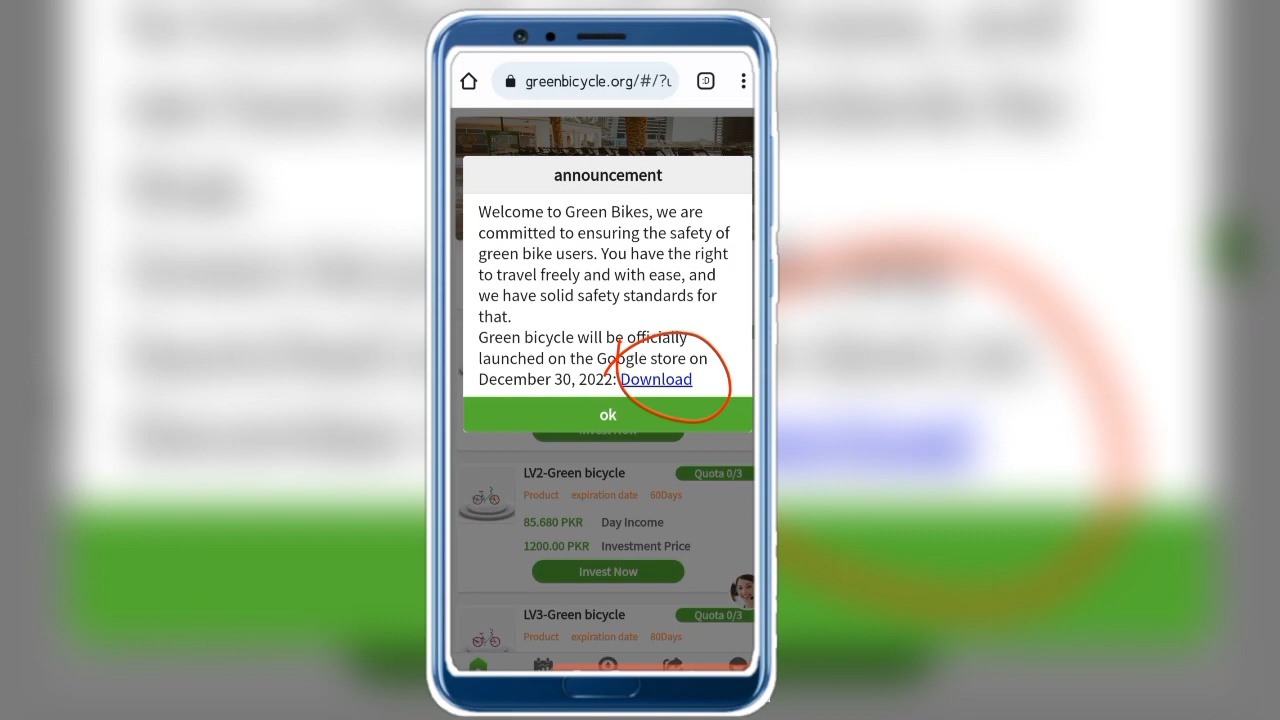 greenbicycle.org/#/?u
:D
announcement
Welcome to Green Bikes, we are
committed to ensuring the safety of
green bike users. You have the right
to travel freely and with ease, and
we have solid safety standards for
that.
Green bicycle will be officially
launched on the Google store on
December 30, 2022: Download
ok
Invest Now
LV2-Green bicycle Quota 0/3
Product expiration date 60Days
85.680 PKR Day Income
1200.00 PKR Investment Price
Invest Now
LV3-Green bicycle Quota 0/3
Product expiration date 80Days